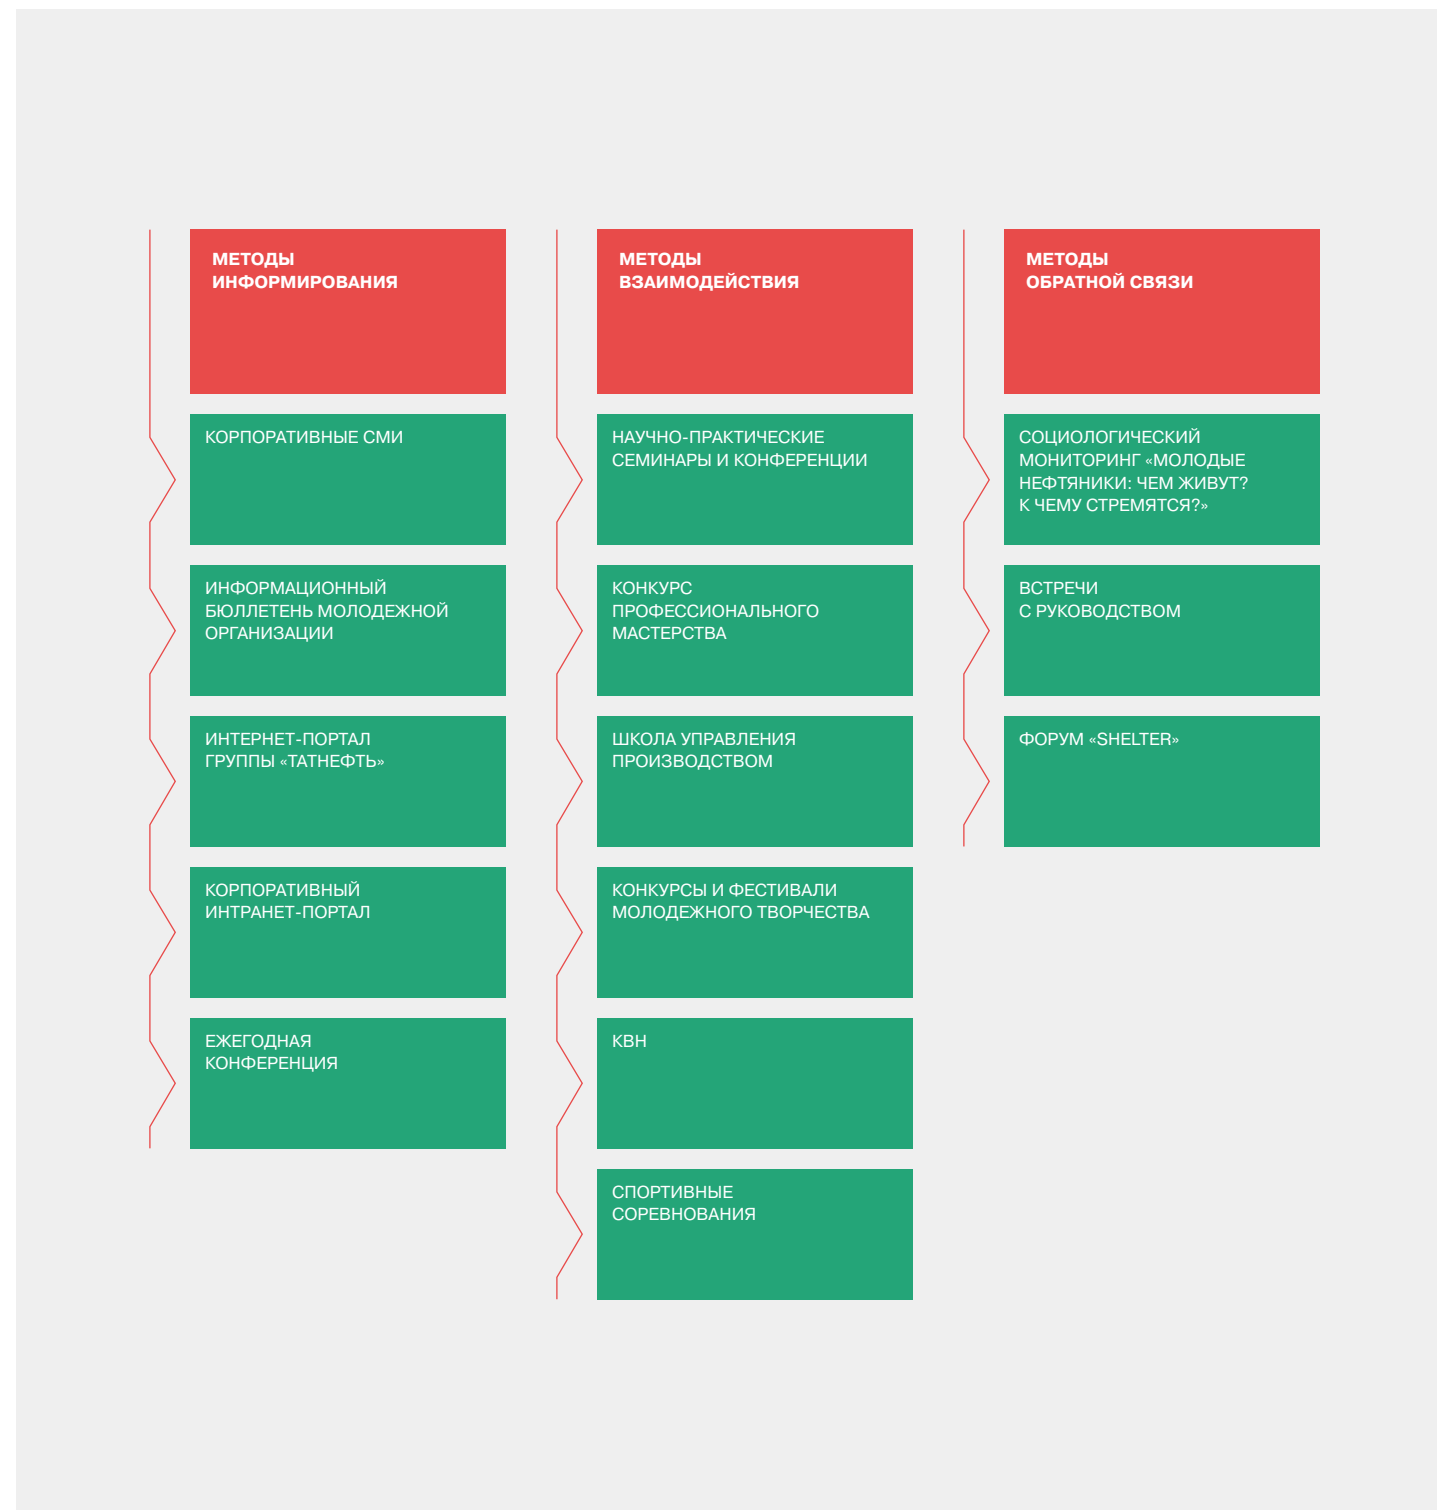 МЕТОДЫ
ИНФОРМИРОВАНИЯ
КОРПОРАТИВНЫЕ СМИ
ИНФОРМАЦИОННЫЙ
БЮЛЛЕТЕНЬ МОЛОДЕЖНОЙ
ОРГАНИЗАЦИИ
ИНТЕРНЕТ-ПОРТАЛ
ГРУППЫ «ТАТНЕФТЬ»
КОРПОРАТИВНЫЙ
ИНТРАНЕТ-ПОРТАЛ
ЕЖЕГОДНАЯ
КОНФЕРЕНЦИЯ
МЕТОДЫ
ВЗАИМОДЕЙСТВИЯ
НАУЧНО-ПРАКТИЧЕСКИЕ
СЕМИНАРЫ И КОНФЕРЕНЦИИ
КОНКУРС
ПРОФЕССИОНАЛЬНОГО
МАСТЕРСТВА
ШКОЛА УПРАВЛЕНИЯ
ПРОИЗВОДСТВОМ
КОНКУРСЫ И ФЕСТИВАЛИ
МОЛОДЕЖНОГО ТВОРЧЕСТВА
КВН
СПОРТИВНЫЕ
СОРЕВНОВАНИЯ
МЕТОДЫ
ОБРАТНОЙ СВЯЗИ
СОЦИОЛОГИЧЕСКИЙ
МОНИТОРИНГ «МОЛОДЫЕ
НЕФТЯНИКИ: ЧЕМ ЖИВУТ?
К ЧЕМУ СТРЕМЯТСЯ?»
ВСТРЕЧИ
С РУКОВОДСТВОМ
ФОРУМ «SHELTER»